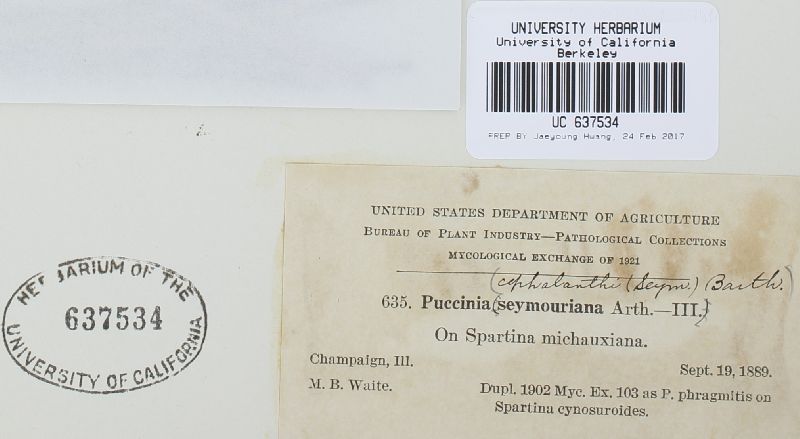 UNIVERSITY HERBARIUM
University of California
Berkeley
UC 637534
PREP BY Jaeyoung Hwang, 24 Feb 2017
UNITED STATES DEPARTMENT OF AGRICULTURE
BUREAU OF PLANT INDUSTRY—PATHOLOGICAL COLLECTIONS
MYCOLOGICAL EXCHANGE OF 1921
(cephalanthi (Seym.) Barth.)
635. Puccinia (seymouriana Arth.—III.)
On Spartina michauxiana.
Champaign, Ill.
Sept. 19, 1889.
M. B. Waite.
Dupl. 1902 Myc. Ex. 103 as P. phragmitis on
Spartina cynosuroides.
HERBARIUM OF THE
637534
UNIVERSITY OF CALIFORNIA